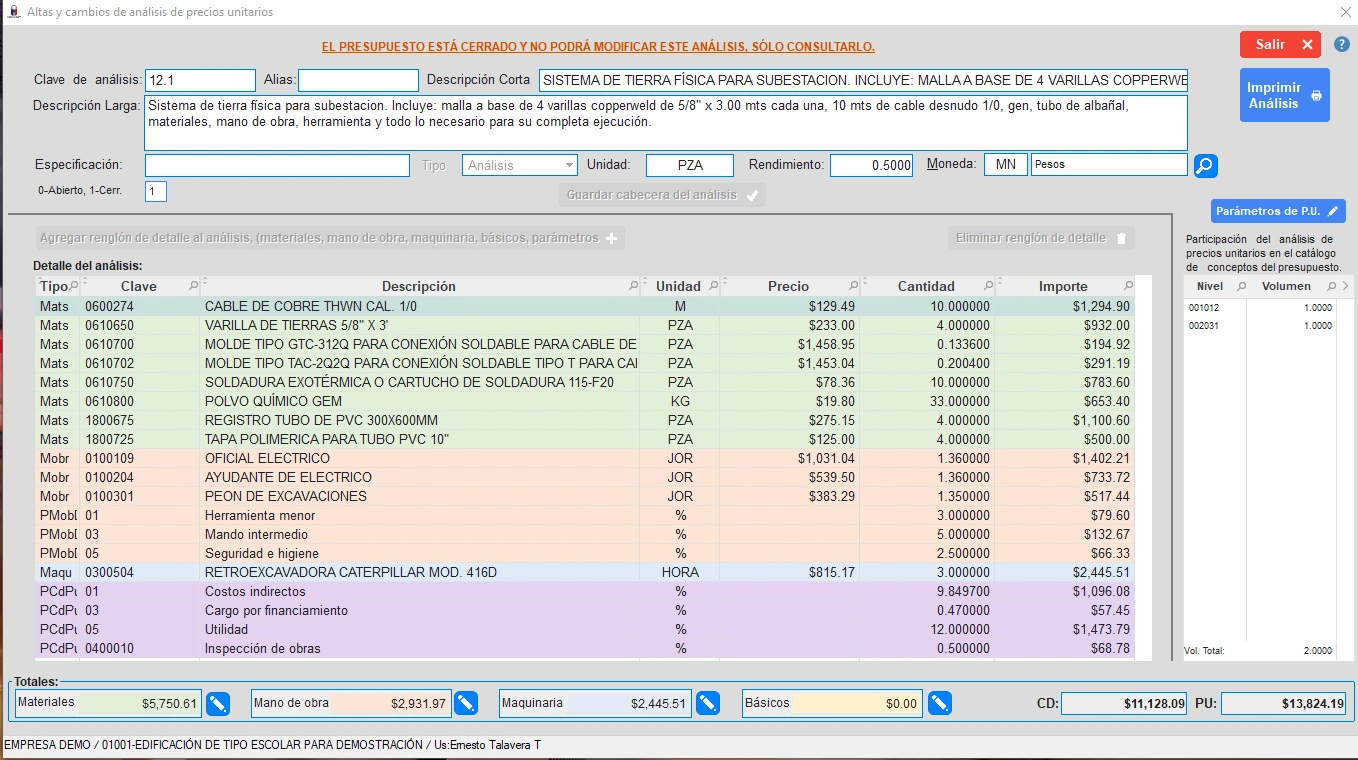 Altas y cambios de análisis de precios unitarios
EL PRESUPUESTO ESTÁ CERRADO Y NO PODRÁ MODIFICAR ESTE ANÁLISIS, SÓLO CONSULTARLO.
Salir
Clave de análisis: 12.1 Alias: Descripción Corta SISTEMA DE TIERRA FÍSICA PARA SUBESTACION. INCLUYE: MALLA A BASE DE 4 VARILLAS COPPERWE
Imprimir Análisis
Descripción Larga: Sistema de tierra física para subestacion. Incluye: malla a base de 4 varillas copperweld de 5/8" x 3.00 mts cada una, 10 mts de cable desnudo 1/0, gen, tubo de albañal,
materiales, mano de obra, herramienta y todo lo necesario para su completa ejecución.
Especificación: Tipo Análisis Unidad: PZA Rendimiento: 0.5000 Moneda: MN Pesos
0-Abierto, 1-Cerr. 1
Guardar cabecera del análisis
Parámetros de P.U.
Agregar renglón de detalle al análisis, (materiales, mano de obra, maquinaria, básicos, parámetros
Eliminar renglón de detalle
Participación del análisis de
precios unitarios en el catálogo
de conceptos del presupuesto.
Detalle del análisis:
Tipo Clave Descripción Unidad Precio Cantidad Importe
Mats 0600274 CABLE DE COBRE THWN CAL. 1/0 M $129.49 10.000000 $1,294.90
Mats 0610650 VARILLA DE TIERRAS 5/8" X 3' PZA $233.00 4.000000 $932.00
Mats 0610700 MOLDE TIPO GTC-312Q PARA CONEXIÓN SOLDABLE PARA CABLE DE PZA $1,458.95 0.133600 $194.92
Mats 0610702 MOLDE TIPO TAC-2Q2Q PARA CONEXIÓN SOLDABLE TIPO T PARA CAI PZA $1,453.04 0.200400 $291.19
Mats 0610750 SOLDADURA EXOTÉRMICA O CARTUCHO DE SOLDADURA 115-F20 PZA $78.36 10.000000 $783.60
Mats 0610800 POLVO QUÍMICO GEM KG $19.80 33.000000 $653.40
Mats 1800675 REGISTRO TUBO DE PVC 300X600MM PZA $275.15 4.000000 $1,100.60
Mats 1800725 TAPA POLIMERICA PARA TUBO PVC 10" PZA $125.00 4.000000 $500.00
Mobr 0100109 OFICIAL ELECTRICO JOR $1,031.04 1.360000 $1,402.21
Mobr 0100204 AYUDANTE DE ELECTRICO JOR $539.50 1.360000 $733.72
Mobr 0100301 PEON DE EXCAVACIONES JOR $383.29 1.350000 $517.44
PMobD 01 Herramienta menor % 3.000000 $79.60
PMobD 03 Mando intermedio % 5.000000 $132.67
PMobD 05 Seguridad e higiene % 2.500000 $66.33
Maqu 0300504 RETROEXCAVADORA CATERPILLAR MOD. 416D HORA $815.17 3.000000 $2,445.51
PCdPu 01 Costos indirectos % 9.849700 $1,096.08
PCdPu 03 Cargo por financiamiento % 0.470000 $57.45
PCdPu 05 Utilidad % 12.000000 $1,473.79
PCdPu 0400010 Inspección de obras % 0.500000 $68.78
Nivel Volumen
001012 1.0000
002031 1.0000
Vol. Total: 2.0000
Totales:
Materiales $5,750.61 Mano de obra $2,931.97 Maquinaria $2,445.51 Básicos $0.00 CD: $11,128.09 PU: $13,824.19
EMPRESA DEMO / 01001-EDIFICACIÓN DE TIPO ESCOLAR PARA DEMOSTRACIÓN / Us:Ernesto Talavera T